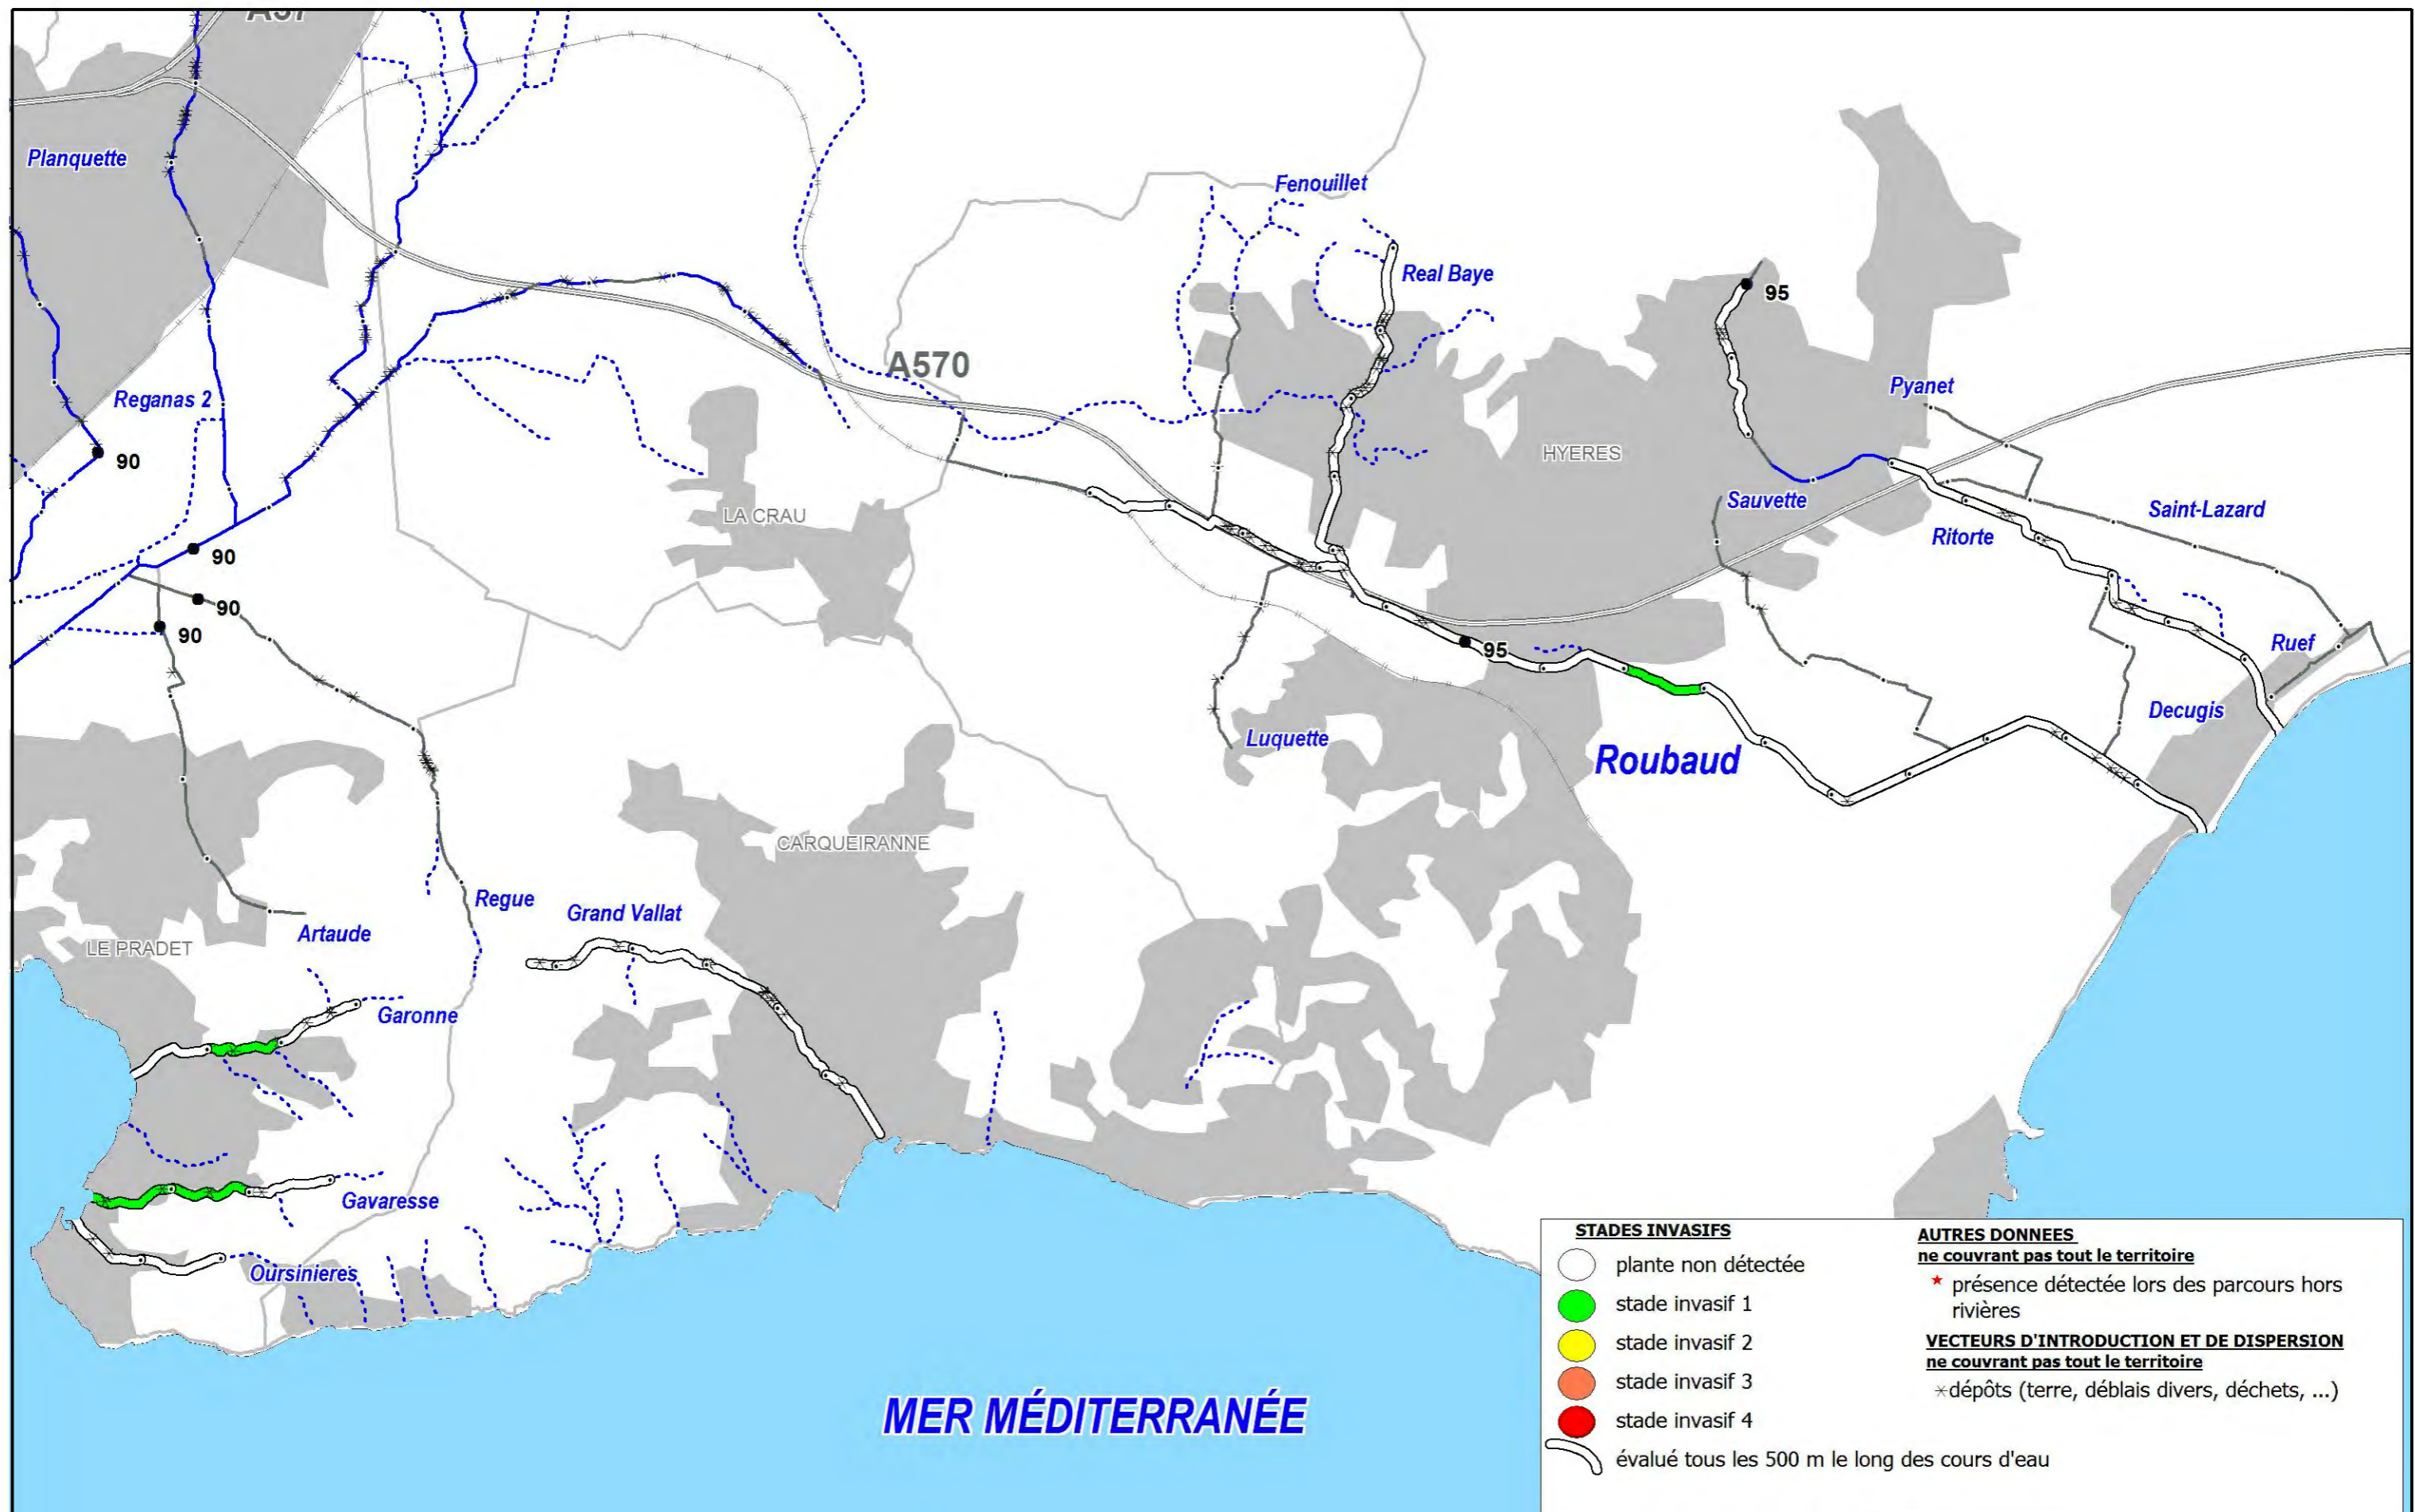 A57
Planquette
Fenouillet
Real Baye
95
A570
Pyanet
Reganas 2
90
HYERES
Sauvette
Saint-Lazard
LA CRAU
Ritorte
90
90
90
95
Ruef
Decugis
Luquette
Roubaud
CARQUEIRANNE
Regue
Grand Vallat
Artaude
LE PRADET
Garonne
Gavaresse
Oursinieres
MER MÉDITERRANÉE
STADES INVASIFS
plante non détectée
stade invasif 1
stade invasif 2
stade invasif 3
stade invasif 4
évalué tous les 500 m le long des cours d'eau
AUTRES DONNEES
ne couvrant pas tout le territoire
présence détectée lors des parcours hors
rivières
VECTEURS D'INTRODUCTION ET DE DISPERSION
ne couvrant pas tout le territoire
dépôts (terre, déblais divers, déchets, ...)